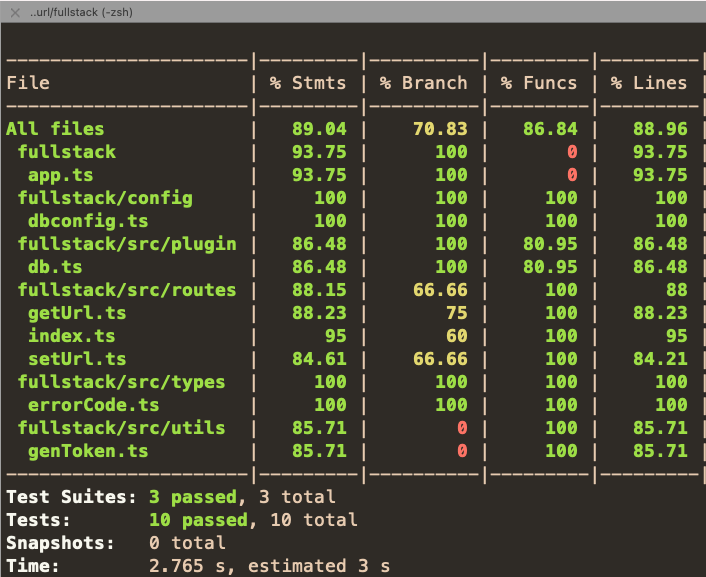 ..url/fullstack (-zsh)
-----------------------|---------|----------|---------|---------|
File | % Stmts | % Branch | % Funcs | % Lines |
-----------------------|---------|----------|---------|---------|
All files | 89.04 | 70.83 | 86.84 | 88.96 |
fullstack | 93.75 | 100 | 0 | 93.75 |
app.ts | 93.75 | 100 | 0 | 93.75 |
fullstack/config | 100 | 100 | 100 | 100 |
dbconfig.ts | 100 | 100 | 100 | 100 |
fullstack/src/plugin | 86.48 | 100 | 80.95 | 86.48 |
db.ts | 86.48 | 100 | 80.95 | 86.48 |
fullstack/src/routes | 88.15 | 66.66 | 100 | 88 |
getUrl.ts | 88.23 | 75 | 100 | 88.23 |
index.ts | 95 | 60 | 100 | 95 |
setUrl.ts | 84.61 | 66.66 | 100 | 84.21 |
fullstack/src/types | 100 | 100 | 100 | 100 |
errorCode.ts | 100 | 100 | 100 | 100 |
fullstack/src/utils | 85.71 | 0 | 100 | 85.71 |
genToken.ts | 85.71 | 0 | 100 | 85.71 |
-----------------------|---------|----------|---------|---------|
Test Suites: 3 passed, 3 total
Tests: 10 passed, 10 total
Snapshots: 0 total
Time: 2.765 s, estimated 3 s